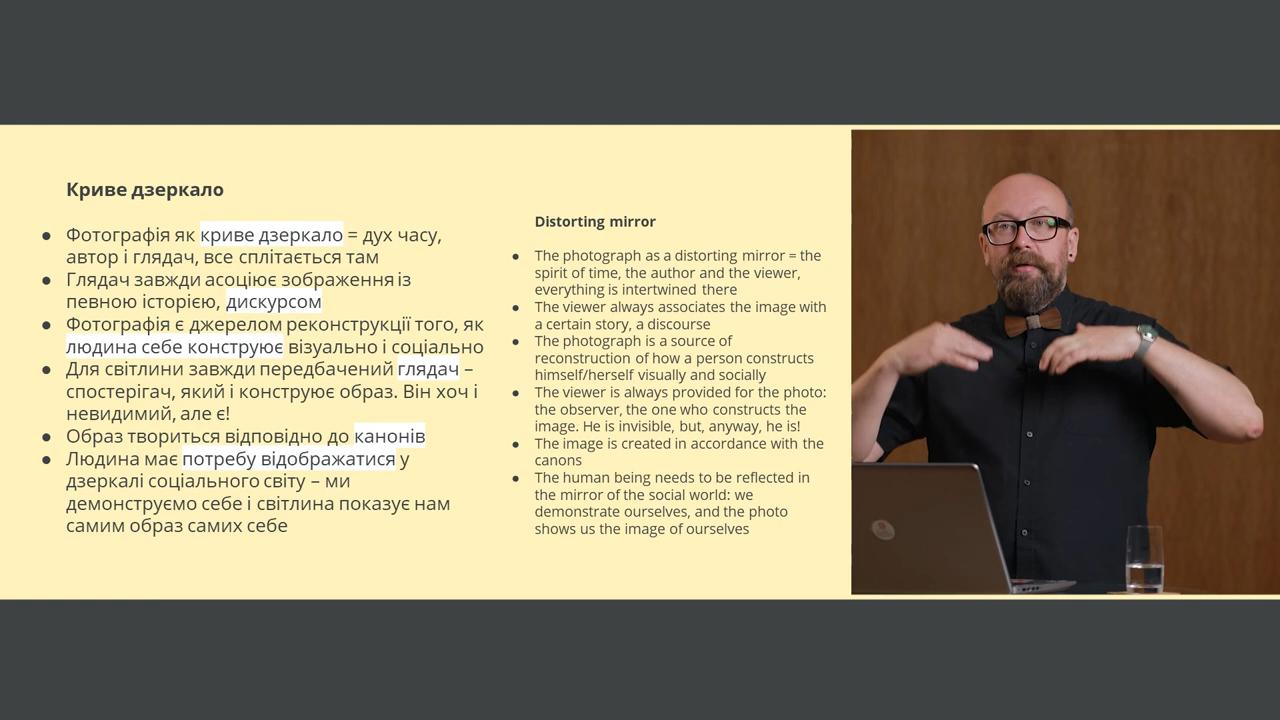 Криве дзеркало
● Фотографія як криве дзеркало = дух часу,
автор і глядач, все сплітається там
● Глядач завжди асоціює зображення із
певною історією, дискурсом
● Фотографія є джерелом реконструкції того, як
людина себе конструює візуально і соціально
● Для світлини завжди передбачений глядач –
спостерігач, який і конструює образ. Він хоч і
невидимий, але є!
● Образ твориться відповідно до канонів
● Людина має потребу відображатися у
дзеркалі соціального світу – ми
демонструємо себе і світлина показує нам
самим образ самих себе
Distorting mirror
● The photograph as a distorting mirror = the
spirit of time, the author and the viewer,
everything is intertwined there
● The viewer always associates the image with
a certain story, a discourse
● The photograph is a source of
reconstruction of how a person constructs
himself/herself visually and socially
● The viewer is always provided for the photo:
the observer, the one who constructs the
image. He is invisible, but, anyway, he is!
● The image is created in accordance with the
canons
● The human being needs to be reflected in
the mirror of the social world: we
demonstrate ourselves, and the photo
shows us the image of ourselves